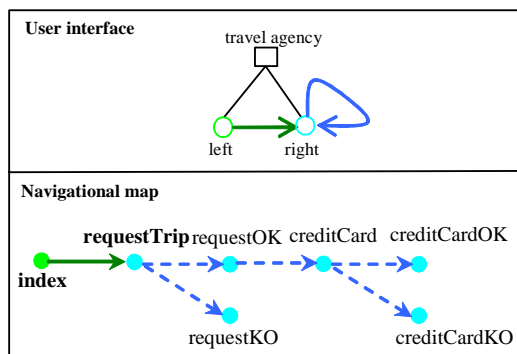 User interface
travel agency
left
right
Navigational map
requestTrip requestOK creditCard creditCardOK
index
requestKO
creditCardKO